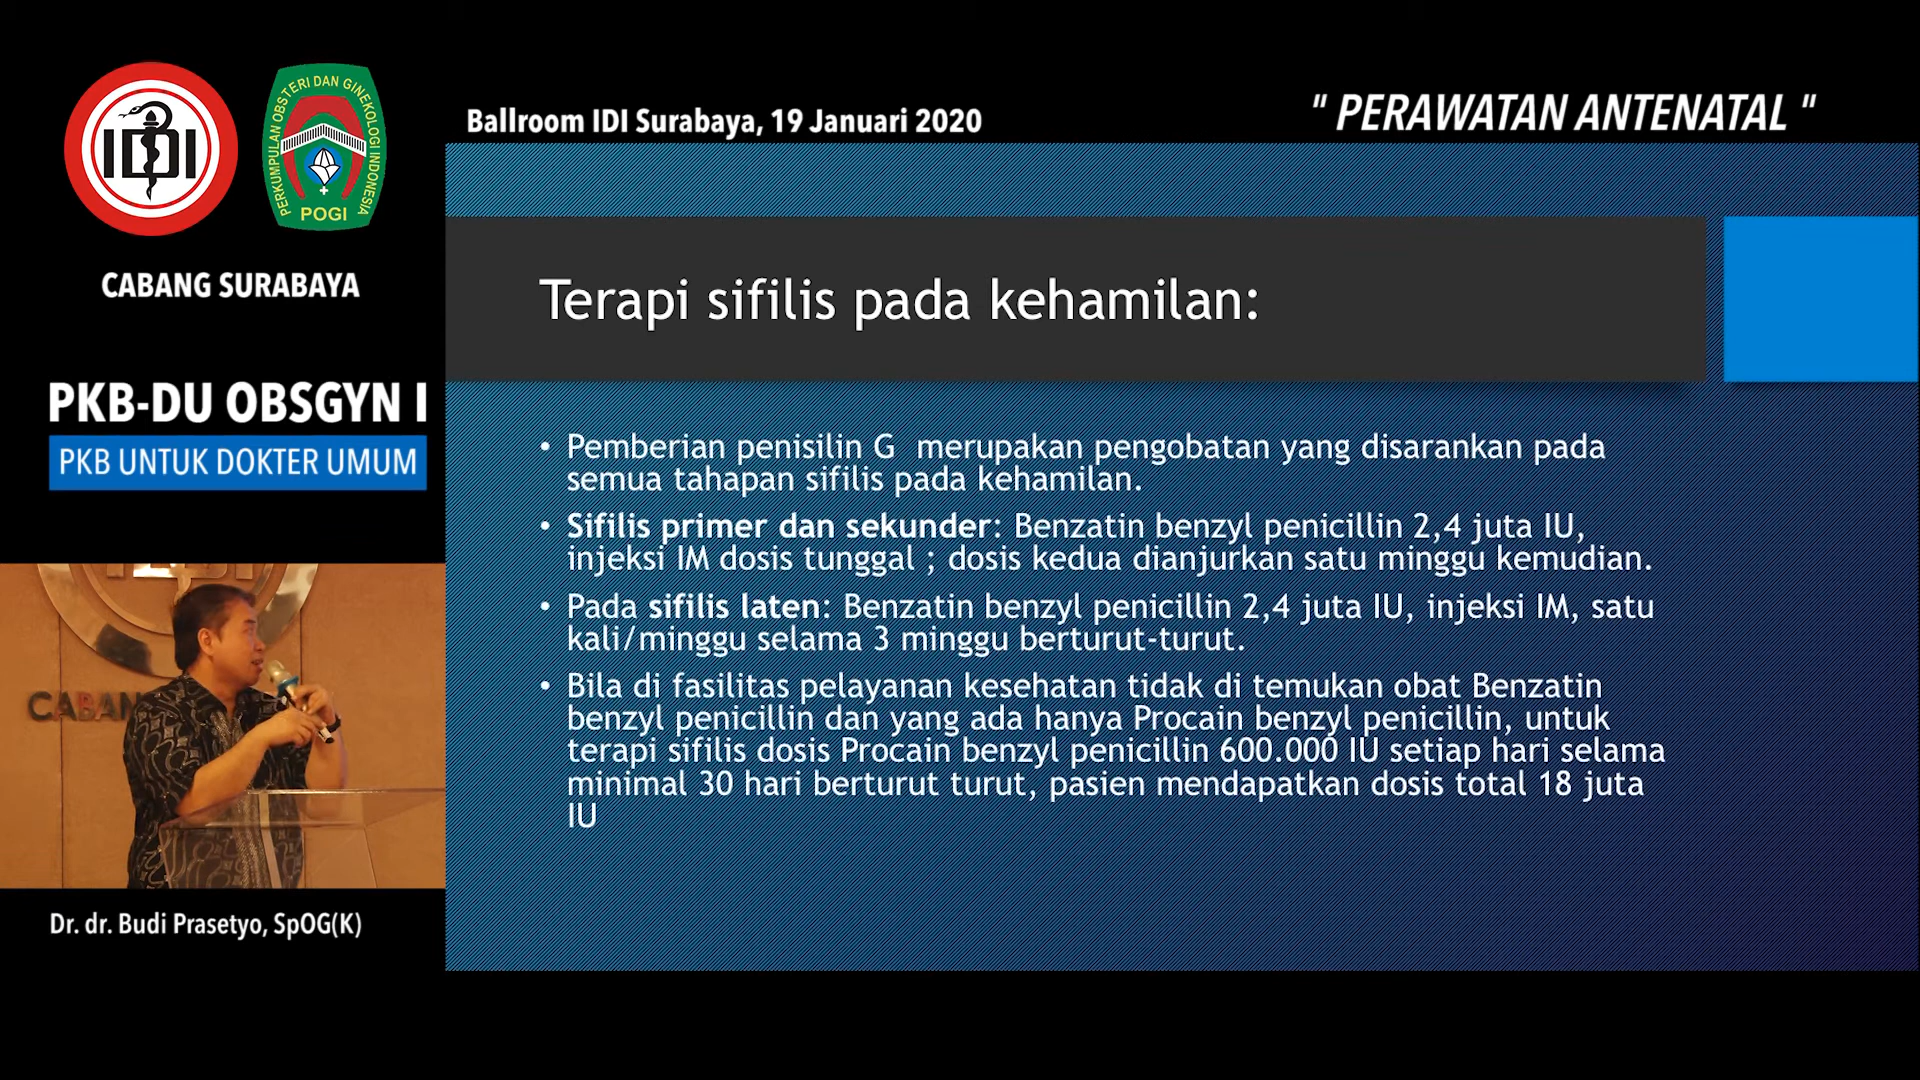 IDI
PERKUMPULAN OBSTETRI DAN GINEKOLOGI INDONESIA
POGI
CABANG SURABAYA
PKB-DU OBSGYN I
PKB UNTUK DOKTER UMUM
CABAN
Dr. dr. Budi Prasetyo, SpOG(K)
Ballroom IDI Surabaya, 19 Januari 2020
" PERAWATAN ANTENATAL "
Terapi sifilis pada kehamilan:
• Pemberian penisilin G merupakan pengobatan yang disarankan pada
semua tahapan sifilis pada kehamilan.
• Sifilis primer dan sekunder: Benzatin benzyl penicillin 2,4 juta IU,
injeksi IM dosis tunggal ; dosis kedua dianjurkan satu minggu kemudian.
• Pada sifilis laten: Benzatin benzyl penicillin 2,4 juta IU, injeksi IM, satu
kali/minggu selama 3 minggu berturut-turut.
• Bila di fasilitas pelayanan kesehatan tidak di temukan obat Benzatin
benzyl penicillin dan yang ada hanya Procain benzyl penicillin, untuk
terapi sifilis dosis Procain benzyl penicillin 600.000 IU setiap hari selama
minimal 30 hari berturut turut, pasien mendapatkan dosis total 18 juta
IU